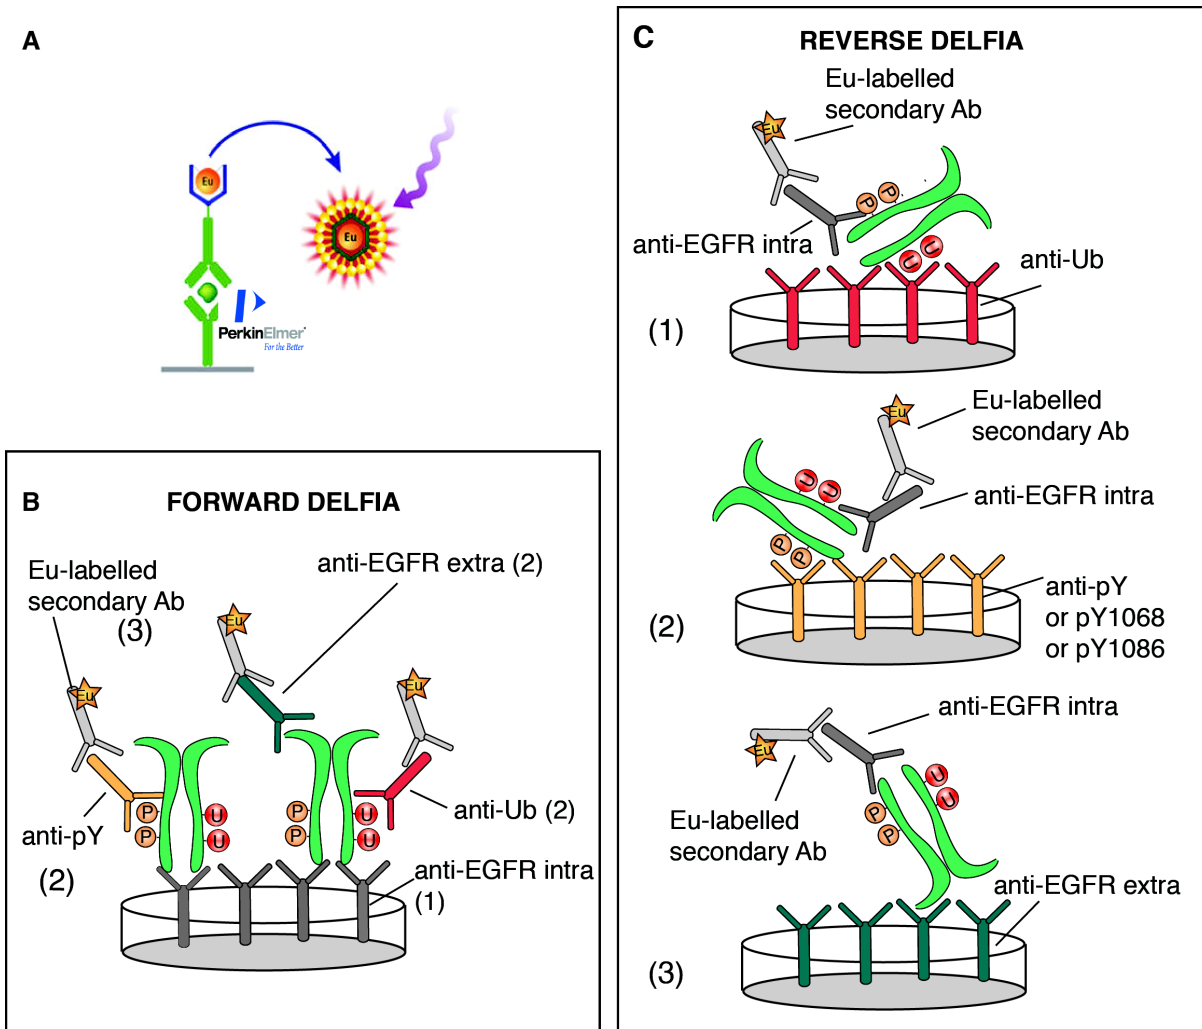 A
Eu
Eu
PerkinElmer
For the Better
B
FORWARD DELFIA
Eu-labelled
secondary Ab
(3)
anti-EGFR extra (2)
Eu
Eu
Eu
P
P
U
U
P
P
U
U
anti-pY
(2)
anti-Ub (2)
anti-EGFR intra
(1)
C
REVERSE DELFIA
Eu-labelled
secondary Ab
Eu
P
P
anti-EGFR intra
U
U
anti-Ub
(1)
Eu
Eu-labelled
secondary Ab
U
U
anti-EGFR intra
P
P
anti-pY
or pY1068
or pY1086
(2)
anti-EGFR intra
Eu
U
U
P
P
Eu-labelled
secondary Ab
anti-EGFR extra
(3)